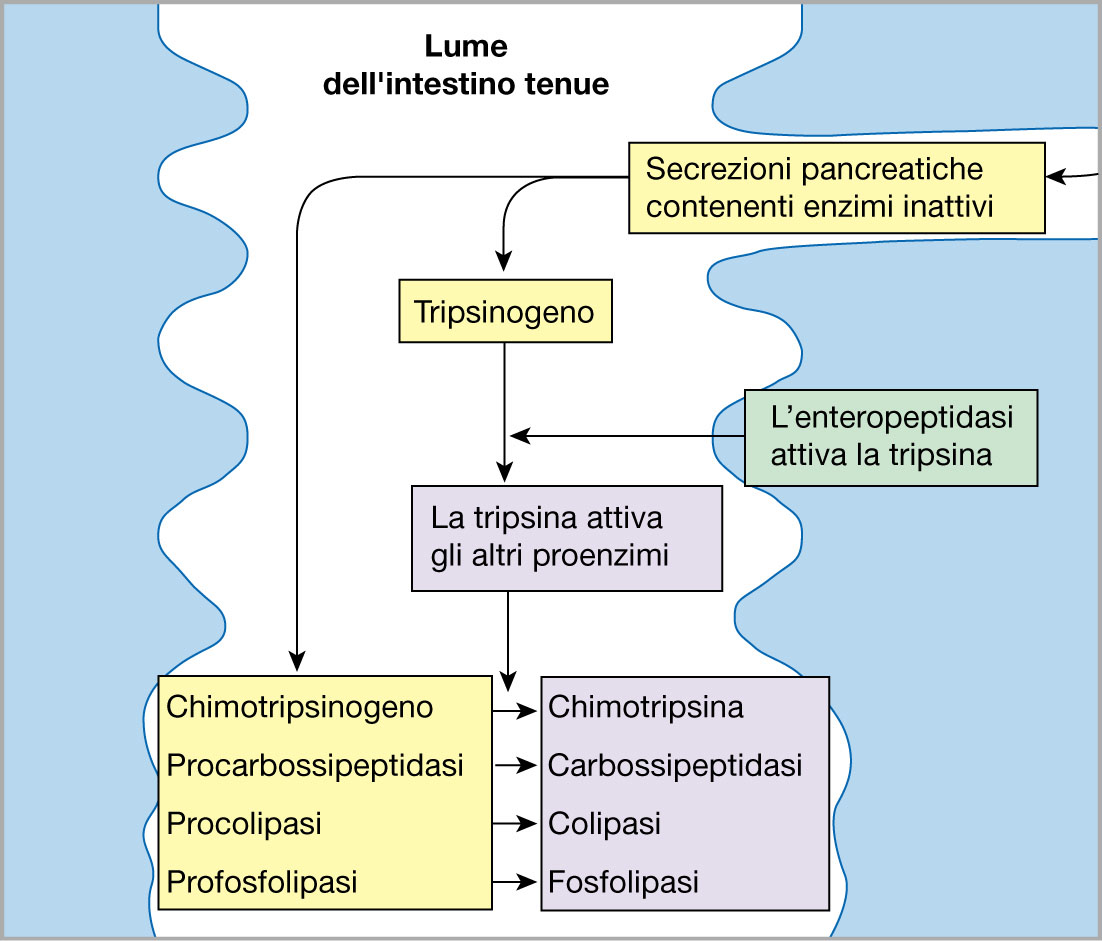 Lume
dell'intestino tenue
Secrezioni pancreatiche
contenenti enzimi inattivi
Tripsinogeno
L’enteropeptidasi
attiva la tripsina
La tripsina attiva
gli altri proenzimi
Chimotripsinogeno
Chimotripsina
Procarbossipeptidasi
Carbossipeptidasi
Procolipasi
Colipasi
Profosfolipasi
Fosfolipasi